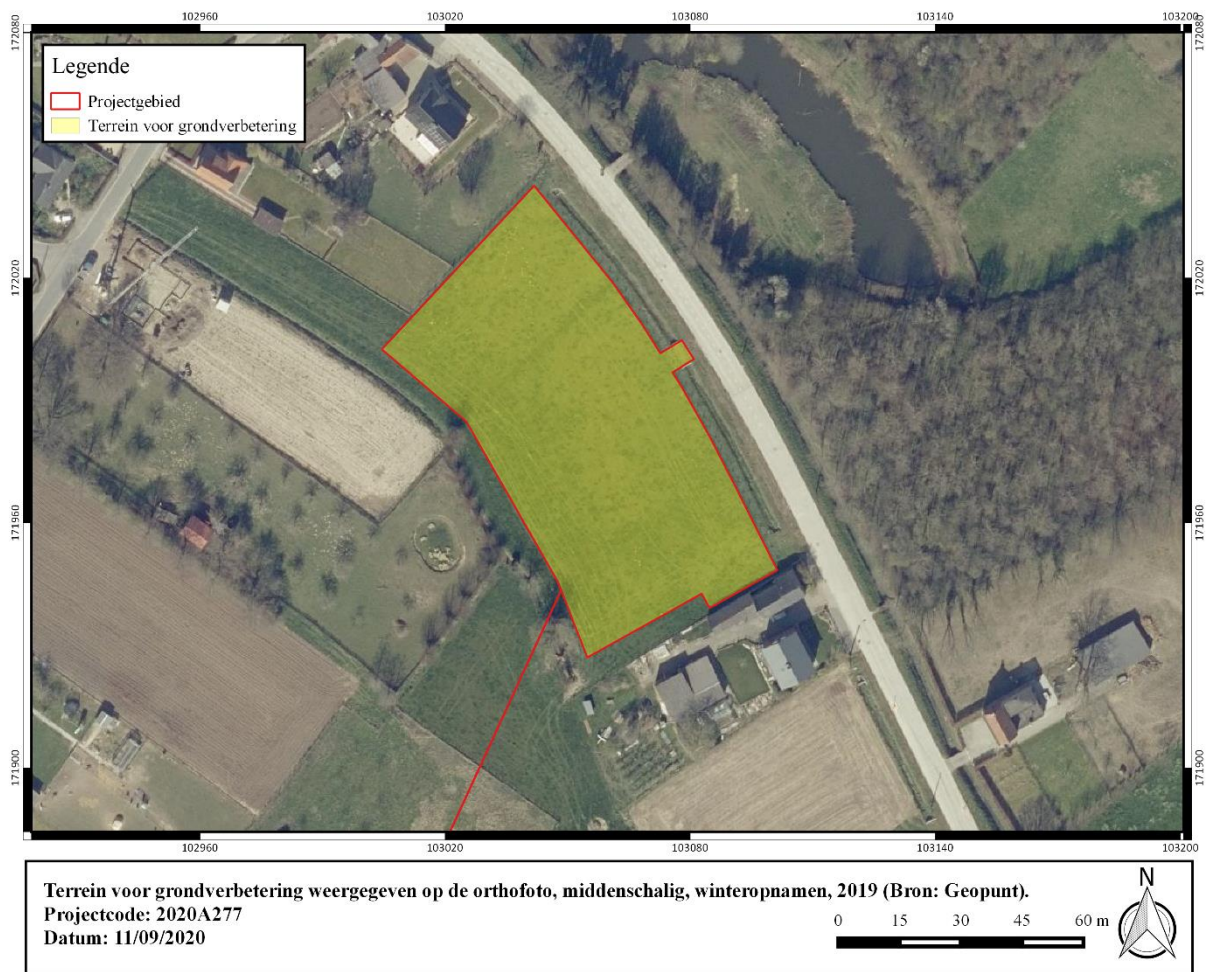 102960 103020 103080 103140 103200
172080 172080
Legende
Projectgebied
Terrein voor grondverbetering
172020 172020
171960 171960
171900 171900
102960 103020 103080 103140 103200
Terrein voor grondverbetering weergegeven op de orthofoto, middenschalig, winteropnamen, 2019 (Bron: Geopunt).
Projectcode: 2020A277
Datum: 11/09/2020
0 15 30 45 60 m
N